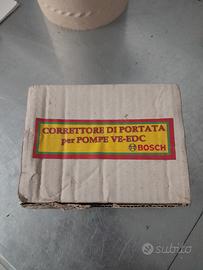 CORRETTORE DI PORTATA
per POMPE VE-EDC
BOSCH
subito